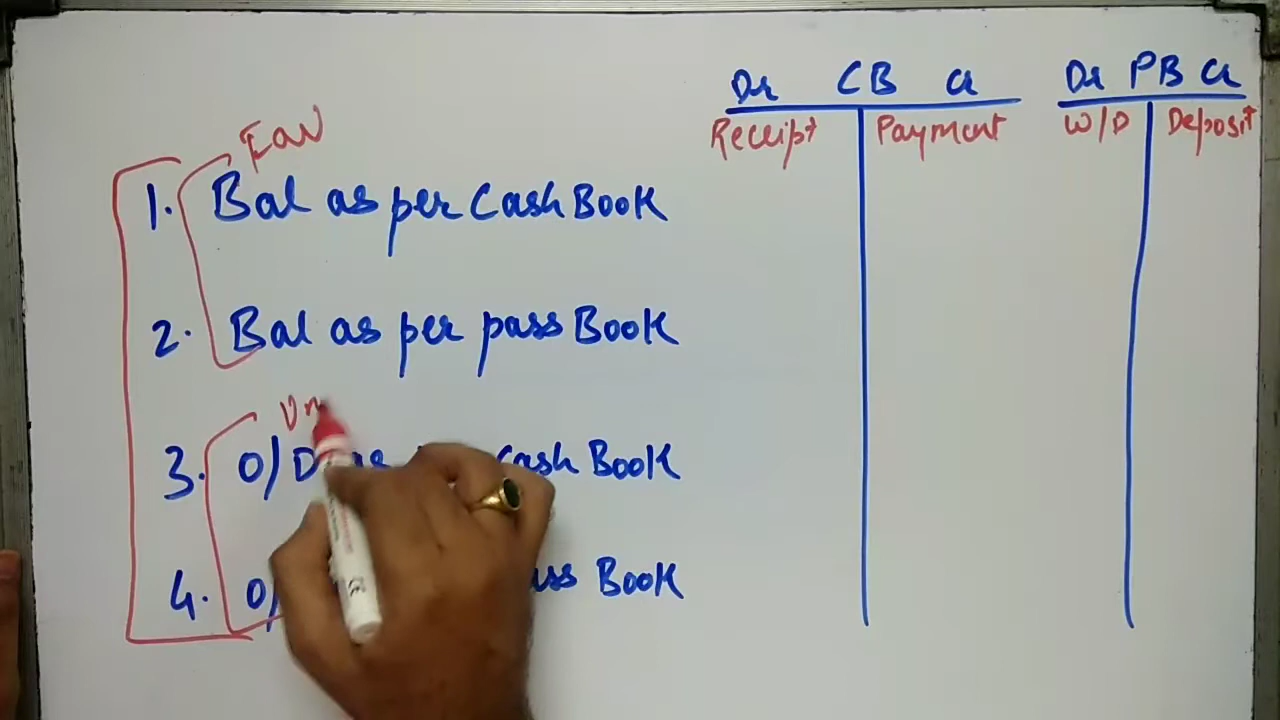 Dr CB Cr
Receipt Payment
Dr PB Cr
W/D Deposit
Fav
1. Bal as per Cash Book
2. Bal as per pass Book
3. O/D as Cash Book
4. O/ Book